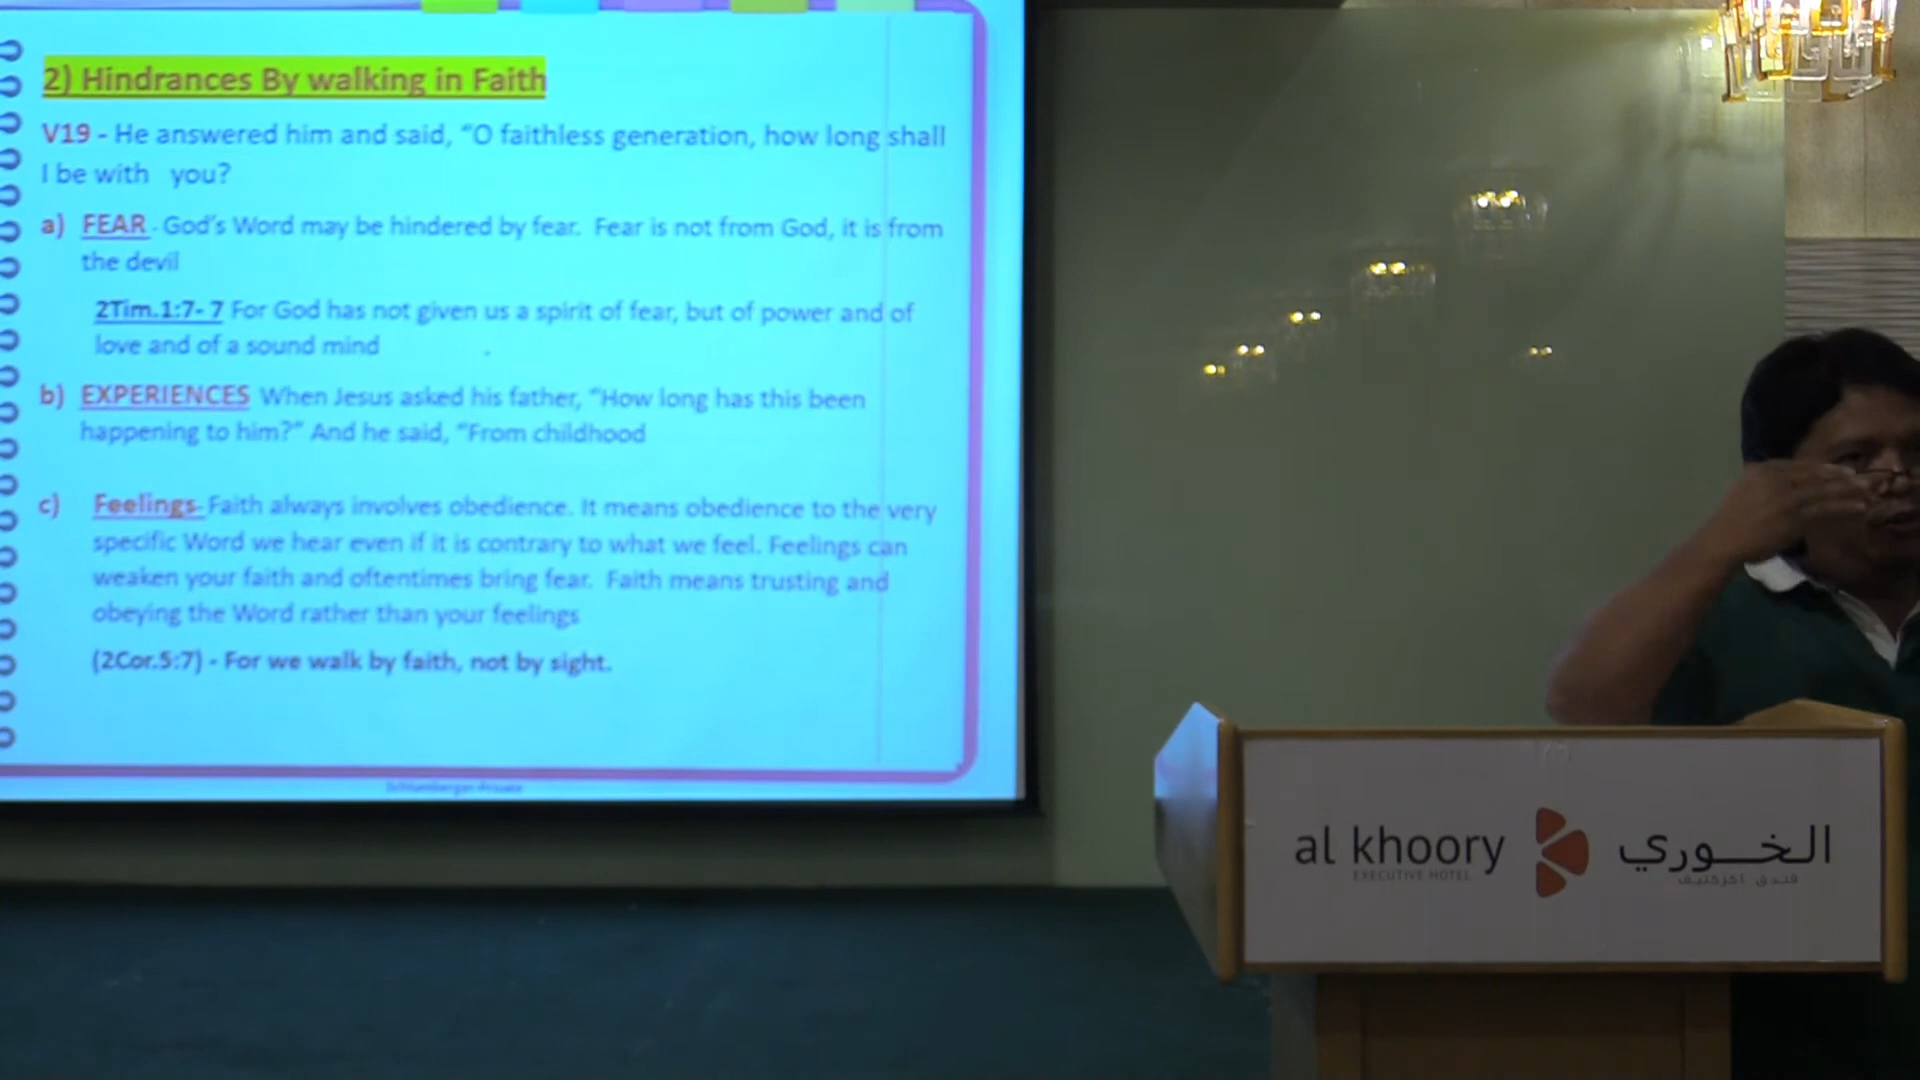 2) Hindrances By walking in Faith
V19 - He answered him and said, “O faithless generation, how long shall
I be with you?
a) FEAR - God's Word may be hindered by fear. Fear is not from God, it is from
the devil
2Tim.1:7- 7 For God has not given us a spirit of fear, but of power and of
love and of a sound mind
b) EXPERIENCES When Jesus asked his father, “How long has this been
happening to him?” And he said, “From childhood
c) Feelings- Faith always involves obedience. It means obedience to the very
specific Word we hear even if it is contrary to what we feel. Feelings can
weaken your faith and oftentimes bring fear. Faith means trusting and
obeying the Word rather than your feelings
(2Cor.5:7) - For we walk by faith, not by sight.
Schlumberger-Private
al khoory
EXECUTIVE HOTEL
الخوري
فندق اكزكتيف